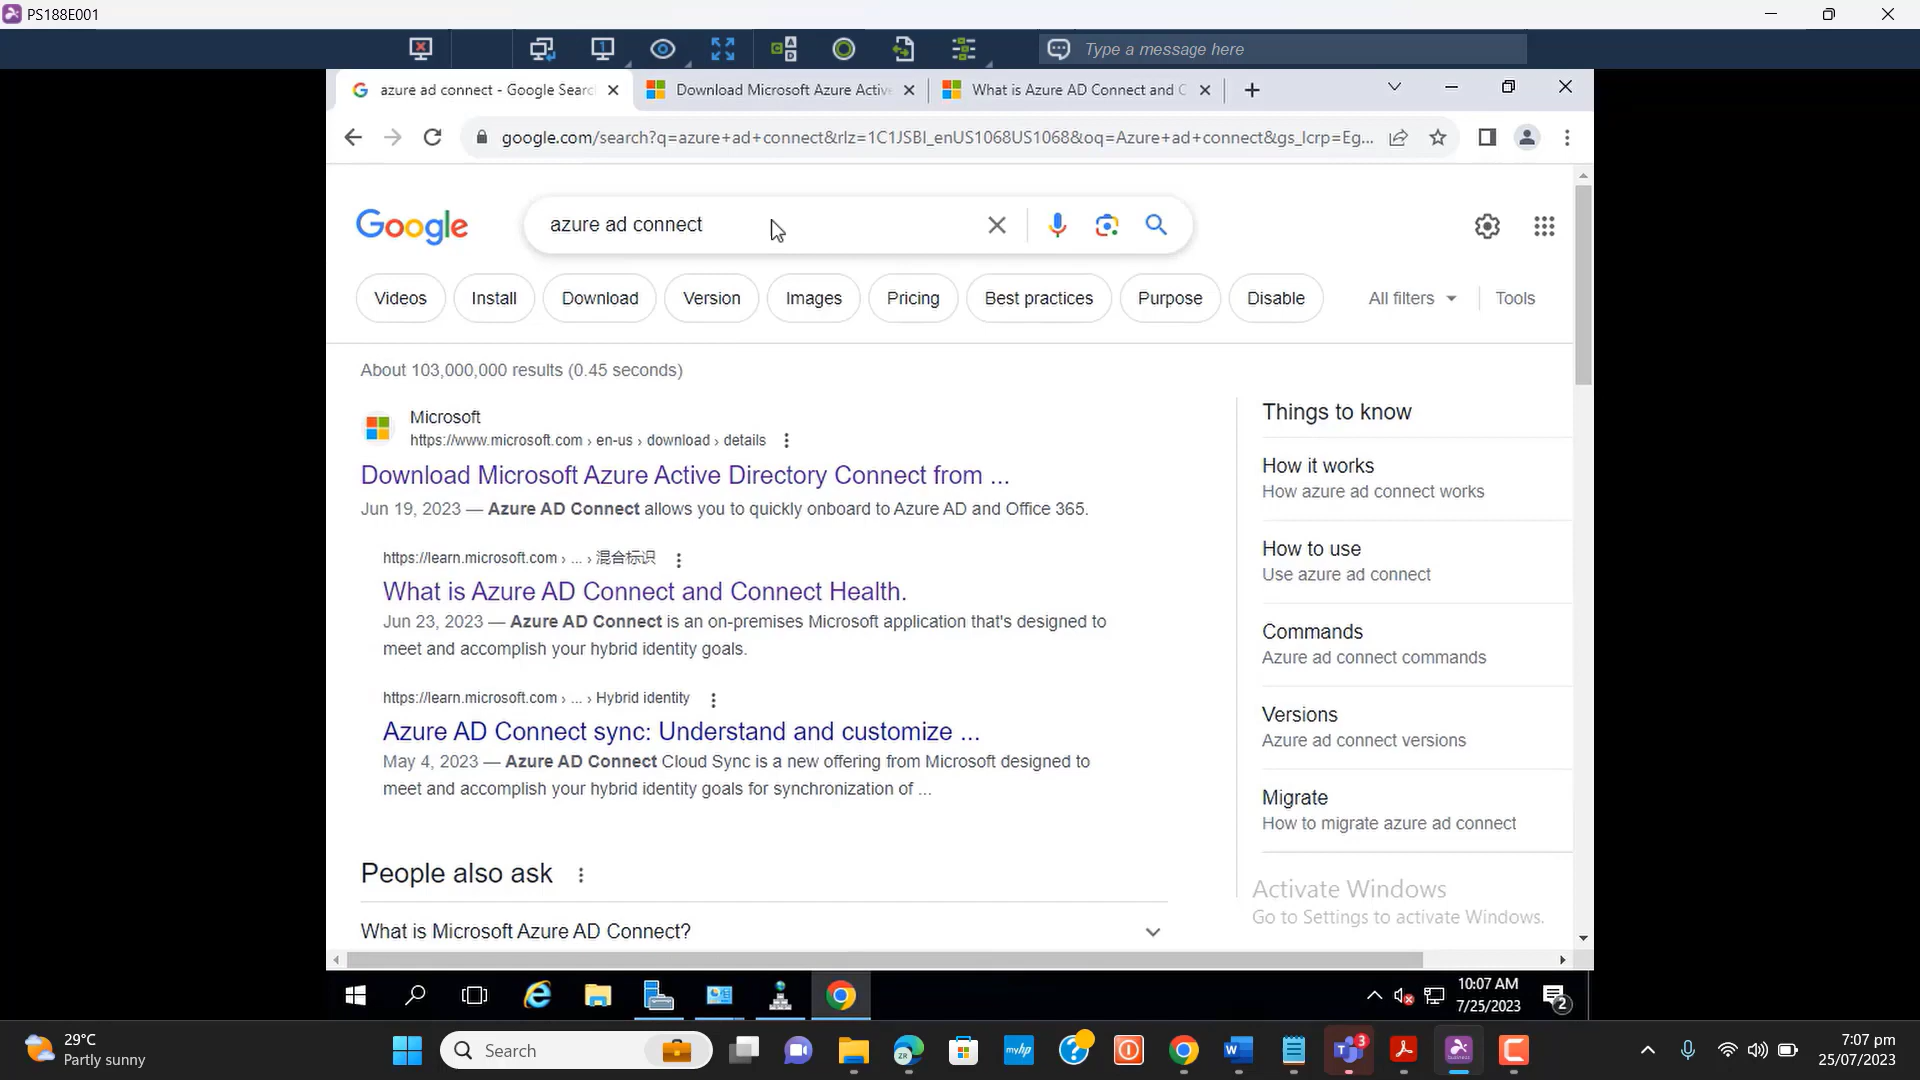 PS188E001
Type a message here
azure ad connect - Google Searc
Download Microsoft Azure Active
What is Azure AD Connect and C
google.com/search?q=azure+ad+connect&rlz=1C1JSBI_enUS1068US1068&oq=Azure+ad+connect&gs_lcrp=Eg...
Google
azure ad connect
Videos
Install
Download
Version
Images
Pricing
Best practices
Purpose
Disable
All filters
Tools
About 103,000,000 results (0.45 seconds)
Microsoft
https://www.microsoft.com › en-us › download › details
Download Microsoft Azure Active Directory Connect from ...
Jun 19, 2023 — Azure AD Connect allows you to quickly onboard to Azure AD and Office 365.
https://learn.microsoft.com › ... › 混合标识
What is Azure AD Connect and Connect Health.
Jun 23, 2023 — Azure AD Connect is an on-premises Microsoft application that's designed to
meet and accomplish your hybrid identity goals.
https://learn.microsoft.com › ... › Hybrid identity
Azure AD Connect sync: Understand and customize ...
May 4, 2023 — Azure AD Connect Cloud Sync is a new offering from Microsoft designed to
meet and accomplish your hybrid identity goals for synchronization of ...
People also ask
What is Microsoft Azure AD Connect?
Things to know
How it works
How azure ad connect works
How to use
Use azure ad connect
Commands
Azure ad connect commands
Versions
Azure ad connect versions
Migrate
How to migrate azure ad connect
Activate Windows
Go to Settings to activate Windows.
10:07 AM
7/25/2023
2
29°C
Partly sunny
Search
ZR
myhp
3
7:07 pm
25/07/2023